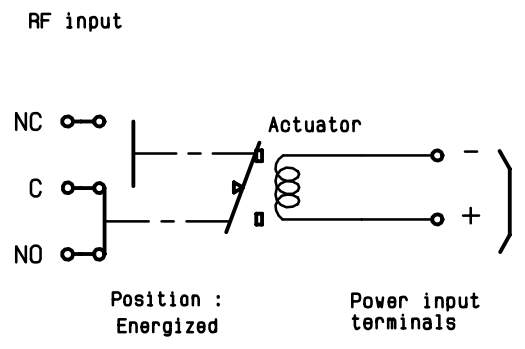 RF input
NC
Actuator
-
C
+
NO
Position :
Energized
Power input
terminals